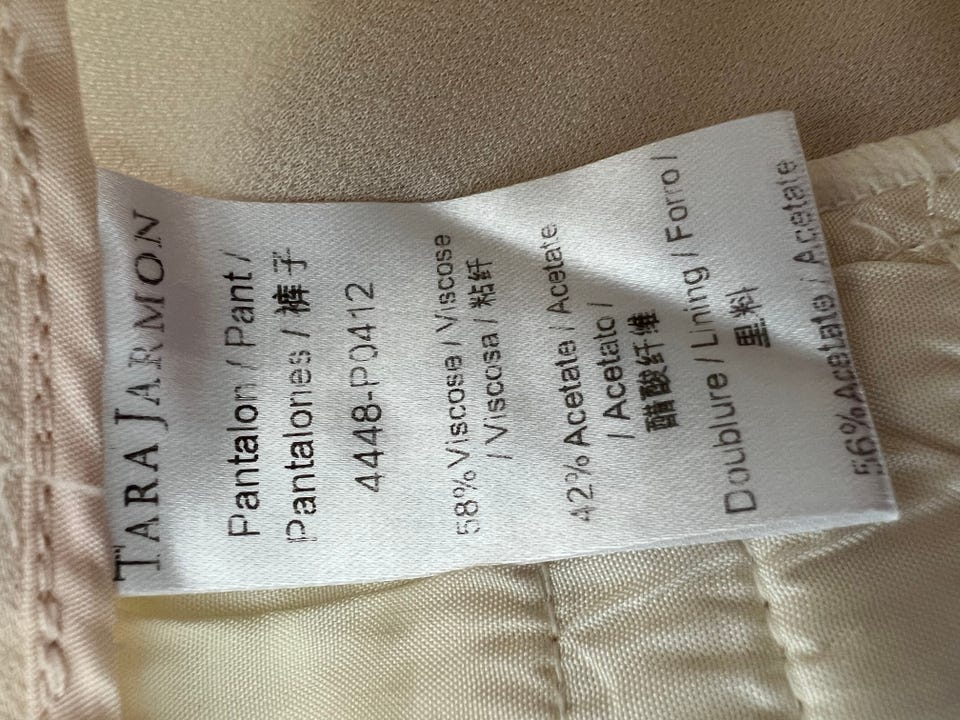 TARA JARMON
Pantalon / Pant /
Pantalones / 裤子
4448-P0412
58% Viscose / Viscose
/ Viscosa / 粘纤
42% Acetate / Acetate
/ Acetato /
醋酸纤维
Doublure / Lining / Forro /
里料
56% Acetate / Acetate